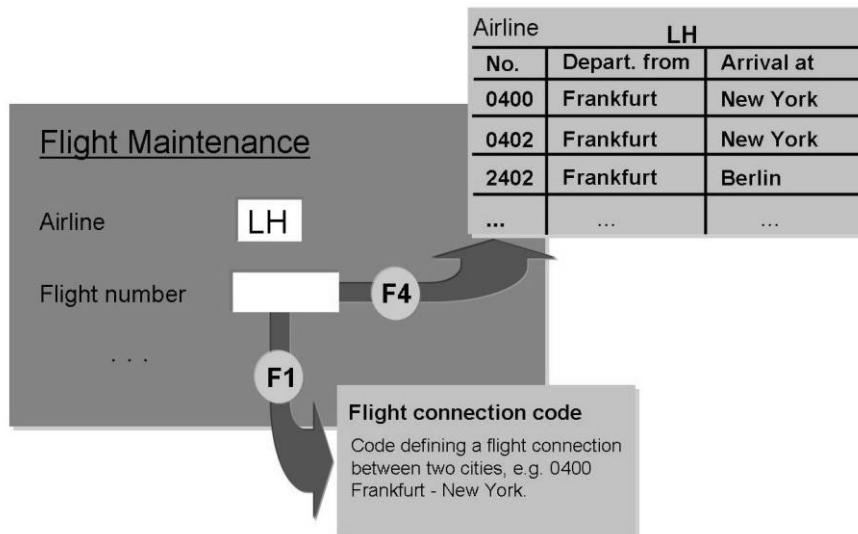 Airline LH
No. Depart. from Arrival at
0400 Frankfurt New York
0402 Frankfurt New York
2402 Frankfurt Berlin
... ... ...
Flight Maintenance
Airline LH
Flight number
F4
. . .
F1
Flight connection code
Code defining a flight connection
between two cities, e.g. 0400
Frankfurt - New York.